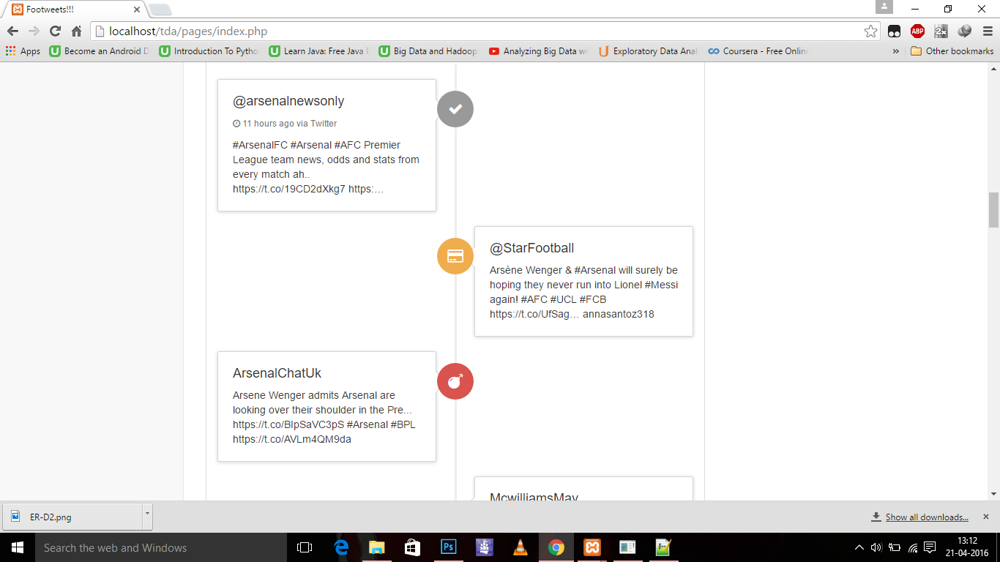 Footweets!!!
localhost/tda/pages/index.php
ABP
2x
Apps
Become an Android D
Introduction To Pytho
Learn Java: Free Java
Big Data and Hadoop
Analyzing Big Data wi
Exploratory Data Anal
Coursera - Free Onlin
»
Other bookmarks
@arsenalnewsonly
11 hours ago via Twitter
#ArsenalFC #Arsenal #AFC Premier
League team news, odds and stats from
every match ah..
https://t.co/19CD2dXkg7 https:…
@StarFootball
Arsène Wenger & #Arsenal will surely be
hoping they never run into Lionel #Messi
again! #AFC #UCL #FCB
https://t.co/UfSag… annasantoz318
ArsenalChatUk
Arsene Wenger admits Arsenal are
looking over their shoulder in the Pre...
https://t.co/BIpSaVC3pS #Arsenal #BPL
https://t.co/AVLm4QM9da
McwilliamsMay
ER-D2.png
Show all downloads...
Search the web and Windows
Ps
13:12
21-04-2016